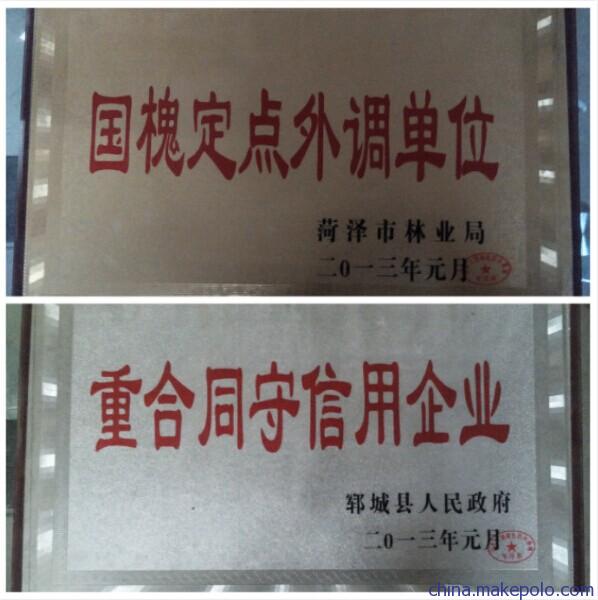 国槐定点外调单位
菏泽市林业局
二0一三年元月
重合同守信用企业
郓城县人民政府
二0一三年元月
china.makepolo.com